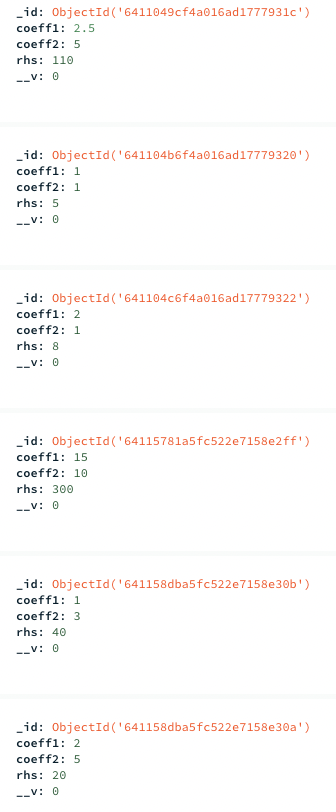 _id: ObjectId('6411049cf4a016ad1777931c')
coeff1: 2.5
coeff2: 5
rhs: 110
__v: 0
_id: ObjectId('641104b6f4a016ad17779320')
coeff1: 1
coeff2: 1
rhs: 5
__v: 0
_id: ObjectId('641104c6f4a016ad17779322')
coeff1: 2
coeff2: 1
rhs: 8
__v: 0
_id: ObjectId('64115781a5fc522e7158e2ff')
coeff1: 15
coeff2: 10
rhs: 300
__v: 0
_id: ObjectId('641158dba5fc522e7158e30b')
coeff1: 1
coeff2: 3
rhs: 40
__v: 0
_id: ObjectId('641158dba5fc522e7158e30a')
coeff1: 2
coeff2: 5
rhs: 20
__v: 0